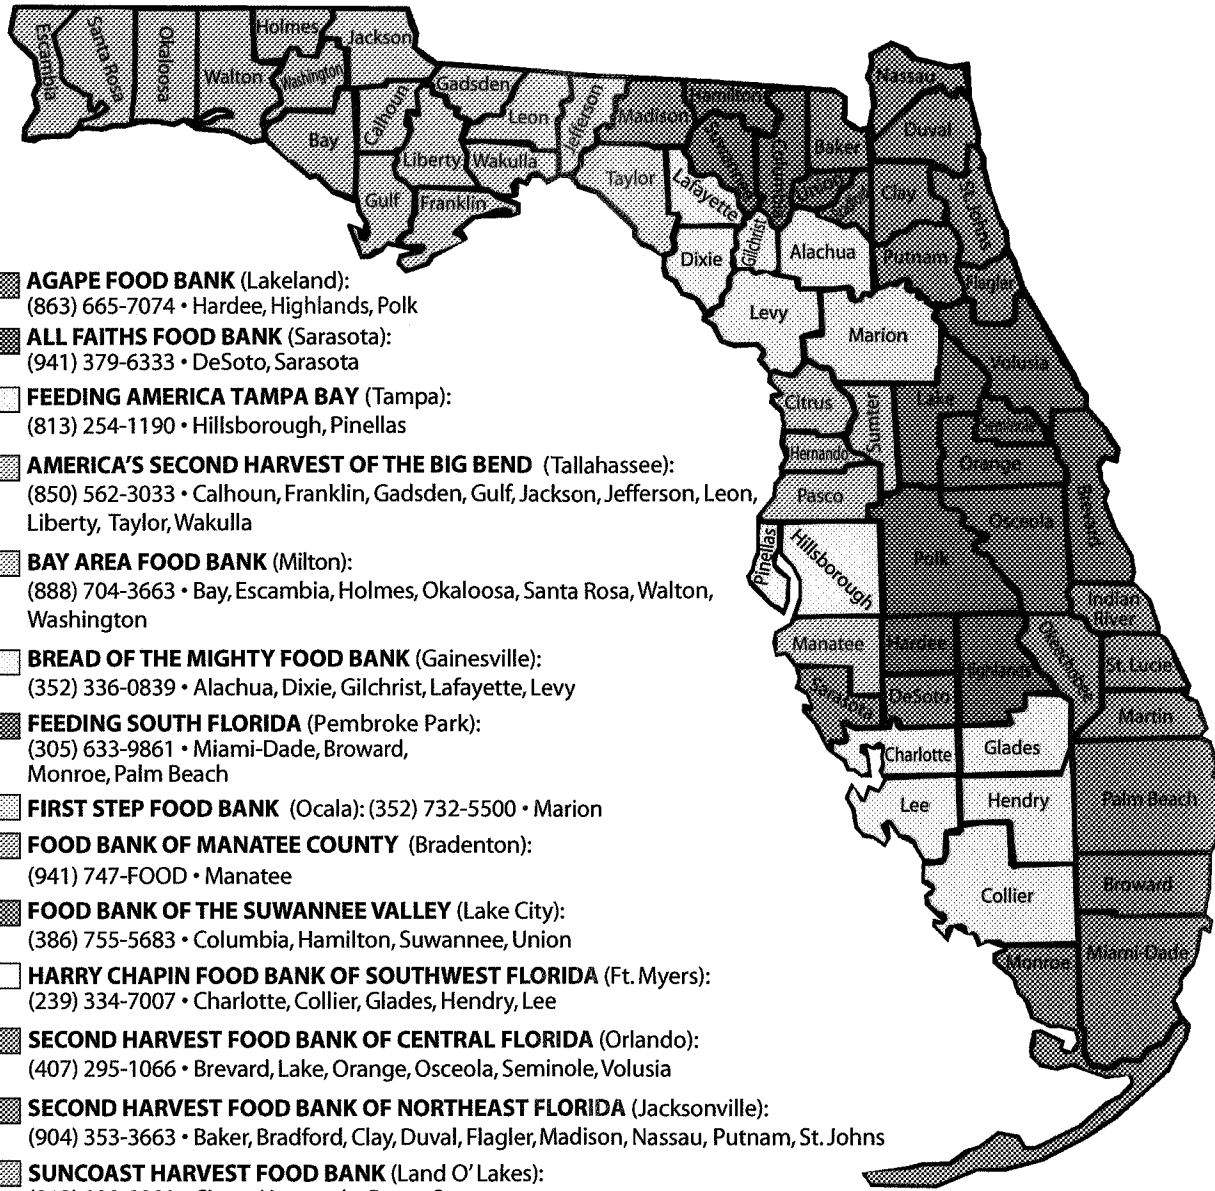 Escambia
Santa Rosa
Okaloosa
Walton
Holmes
Washington
Jackson
Bay
Calhoun
Gulf
Gadsden
Liberty
Franklin
Leon
Wakulla
Jefferson
Madison
Taylor
Hamilton
Suwannee
Lafayette
Dixie
Columbia
Gilchrist
Baker
Union
Alachua
Levy
Nassau
Duval
Clay
St. Johns
Putnam
Flagler
Marion
Volusia
Citrus
Sumter
Lake
Seminole
Hernando
Orange
Pasco
Osceola
Brevard
Pinellas
Hillsborough
Polk
Indian
River
Manatee
Hardee
Highlands
Okeechobee
St. Lucie
Sarasota
DeSoto
Martin
Charlotte
Glades
Lee
Hendry
Palm Beach
Collier
Broward
Monroe
Miami-Dade
AGAPE FOOD BANK (Lakeland):
(863) 665-7074 • Hardee, Highlands, Polk
ALL FAITHS FOOD BANK (Sarasota):
(941) 379-6333 • DeSoto, Sarasota
FEEDING AMERICA TAMPA BAY (Tampa):
(813) 254-1190 • Hillsborough, Pinellas
AMERICA'S SECOND HARVEST OF THE BIG BEND (Tallahassee):
(850) 562-3033 • Calhoun, Franklin, Gadsden, Gulf, Jackson, Jefferson, Leon,
Liberty, Taylor, Wakulla
BAY AREA FOOD BANK (Milton):
(888) 704-3663 • Bay, Escambia, Holmes, Okaloosa, Santa Rosa, Walton,
Washington
BREAD OF THE MIGHTY FOOD BANK (Gainesville):
(352) 336-0839 • Alachua, Dixie, Gilchrist, Lafayette, Levy
FEEDING SOUTH FLORIDA (Pembroke Park):
(305) 633-9861 • Miami-Dade, Broward,
Monroe, Palm Beach
FIRST STEP FOOD BANK (Ocala): (352) 732-5500 • Marion
FOOD BANK OF MANATEE COUNTY (Bradenton):
(941) 747-FOOD • Manatee
FOOD BANK OF THE SUWANNEE VALLEY (Lake City):
(386) 755-5683 • Columbia, Hamilton, Suwannee, Union
HARRY CHAPIN FOOD BANK OF SOUTHWEST FLORIDA (Ft. Myers):
(239) 334-7007 • Charlotte, Collier, Glades, Hendry, Lee
SECOND HARVEST FOOD BANK OF CENTRAL FLORIDA (Orlando):
(407) 295-1066 • Brevard, Lake, Orange, Osceola, Seminole, Volusia
SECOND HARVEST FOOD BANK OF NORTHEAST FLORIDA (Jacksonville):
(904) 353-3663 • Baker, Bradford, Clay, Duval, Flagler, Madison, Nassau, Putnam, St. Johns
SUNCOAST HARVEST FOOD BANK (Land O' Lakes):